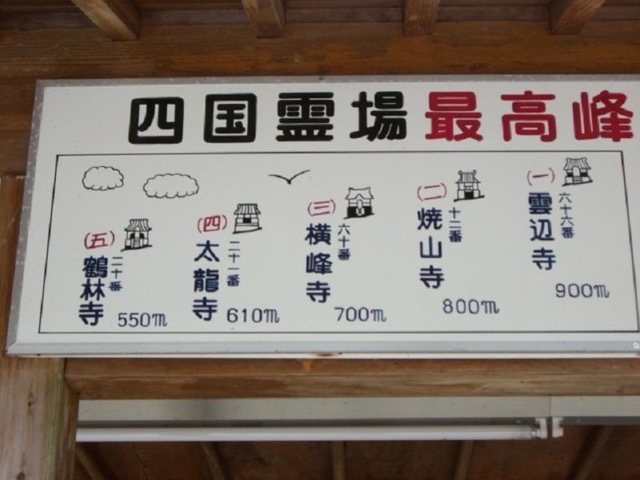 四国霊場最高峰
(一)
六十六番
雲辺寺
900m
(二)
十二番
焼山寺
800m
(三)
六十番
横峰寺
700m
(四)
二十一番
太龍寺
610m
(五)
二十番
鶴林寺
550m